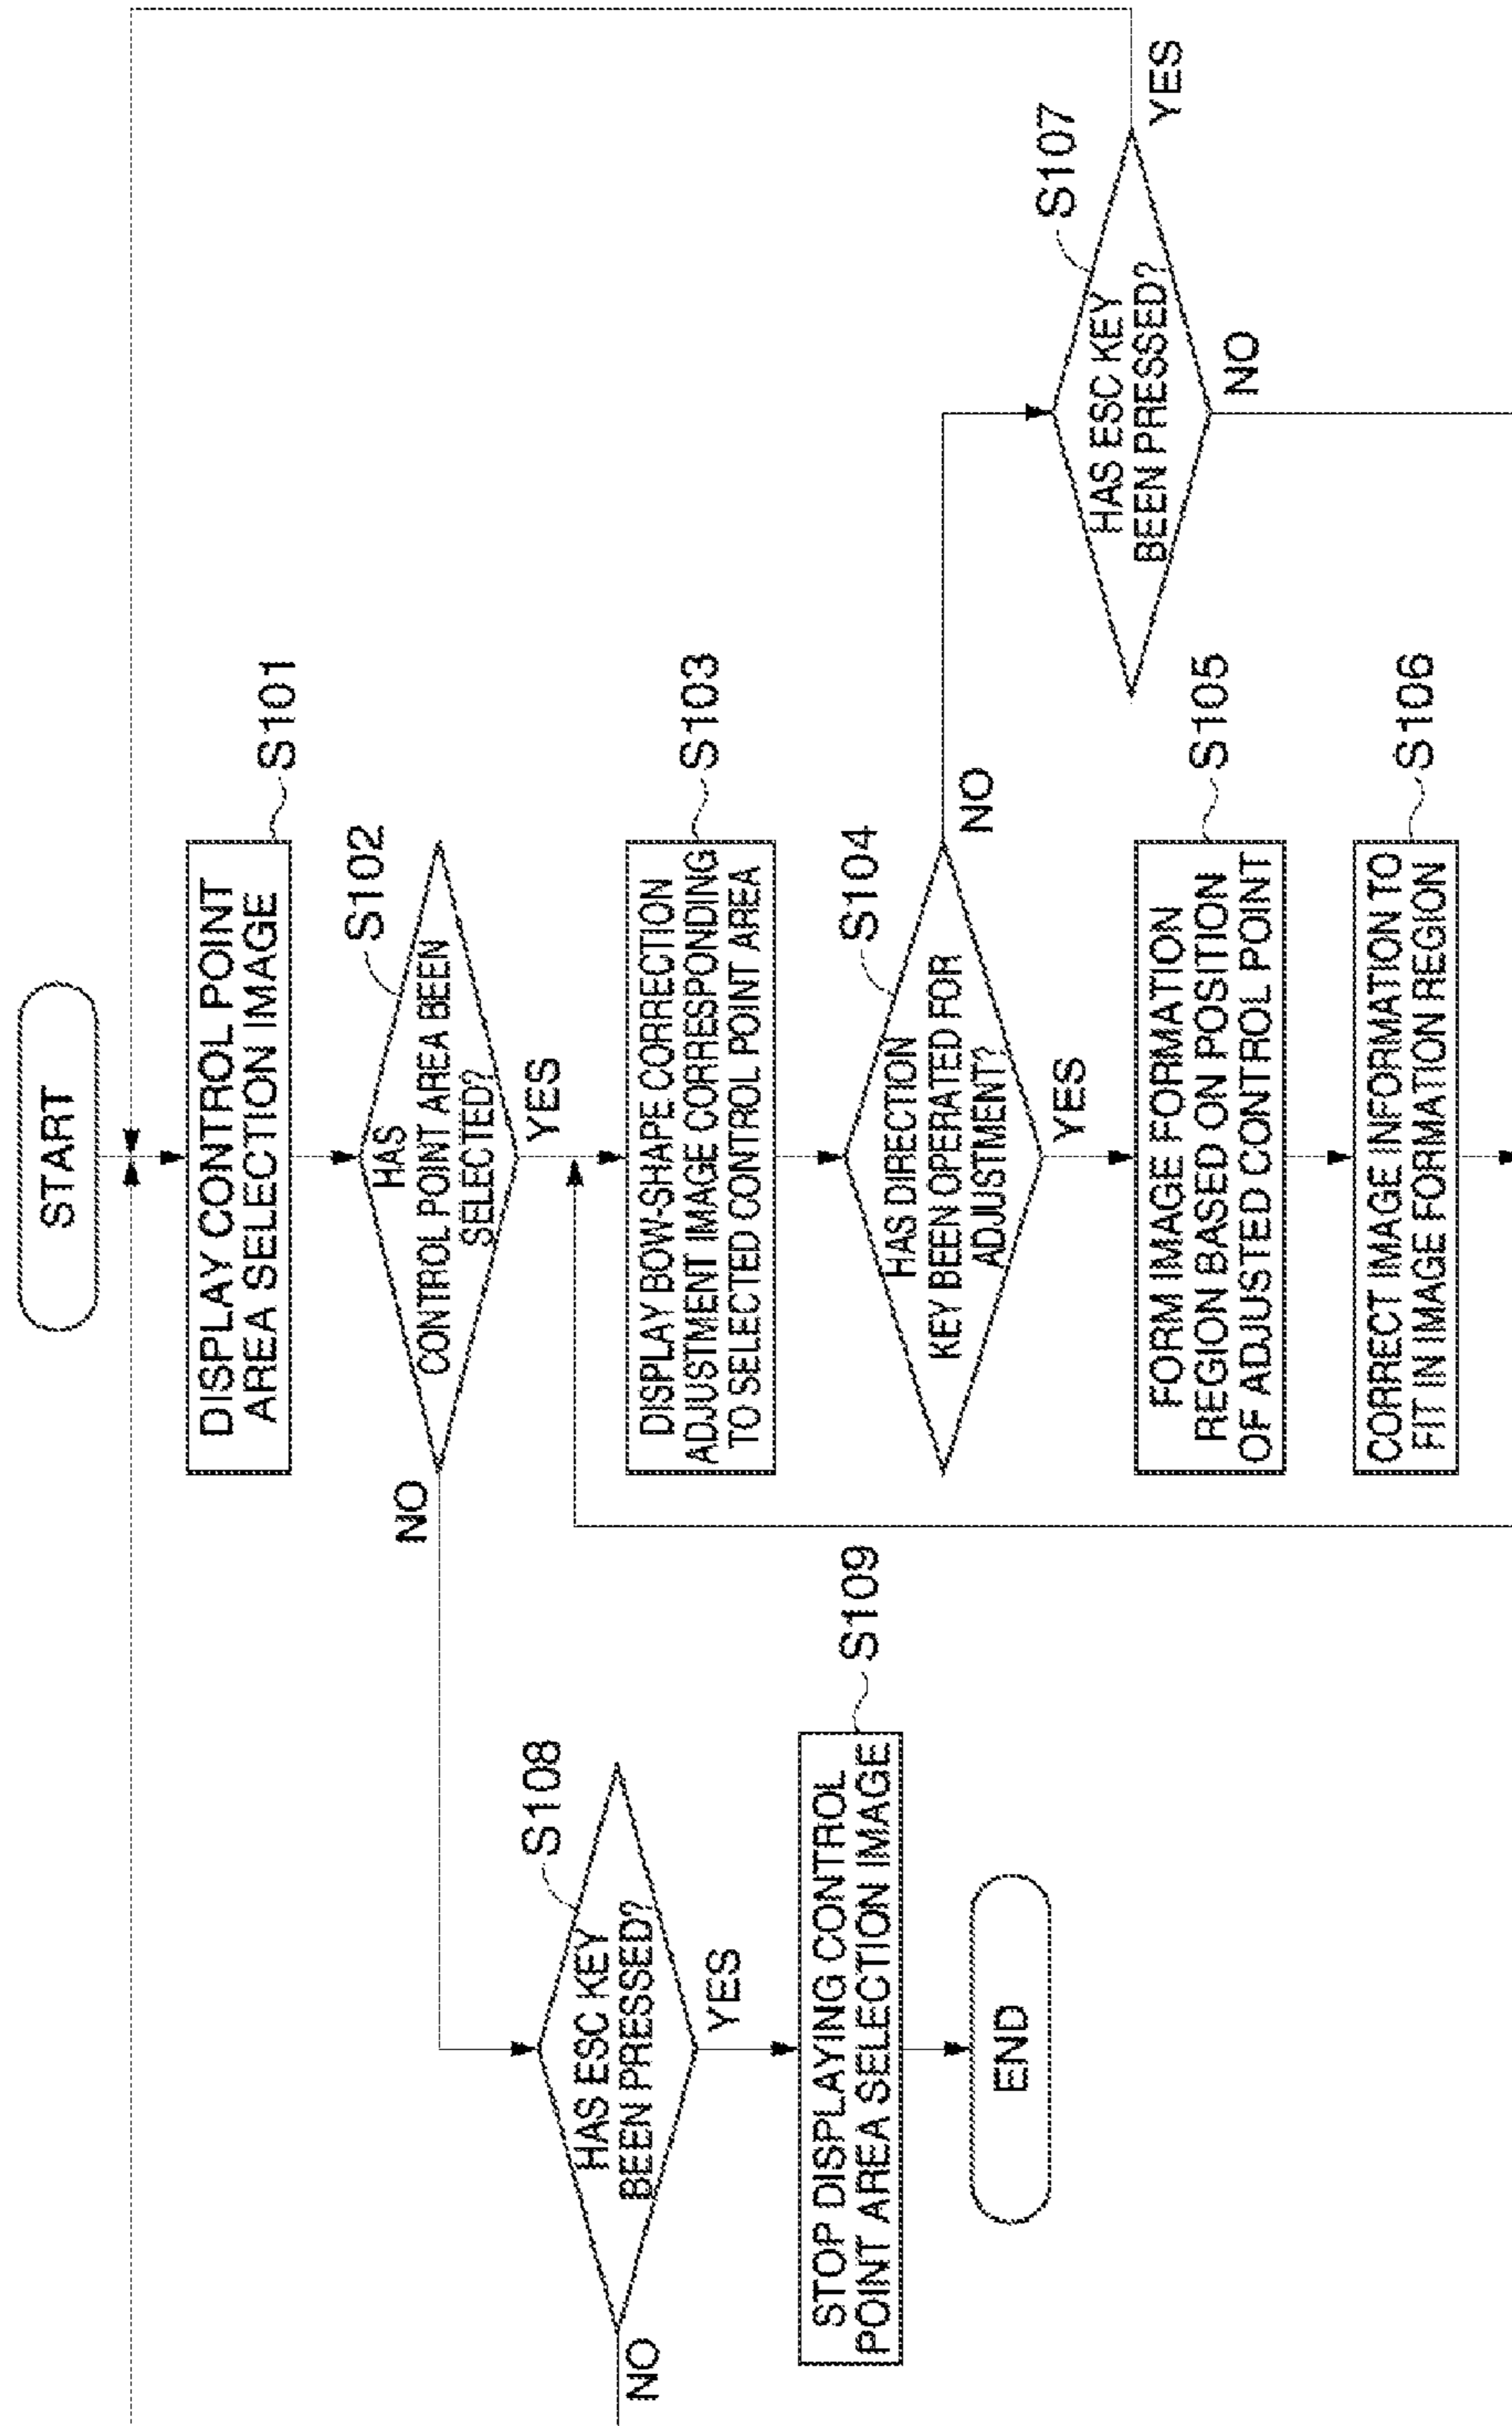 START
DISPLAY CONTROL POINT
AREA SELECTION IMAGE
S101
HAS
CONTROL POINT AREA BEEN
SELECTED?
S102
NO
YES
DISPLAY BOW-SHAPE CORRECTION
ADJUSTMENT IMAGE CORRESPONDING
TO SELECTED CONTROL POINT AREA
S103
HAS DIRECTION
KEY BEEN OPERATED FOR
ADJUSTMENT?
S104
NO
YES
FORM IMAGE FORMATION
REGION BASED ON POSITION
OF ADJUSTED CONTROL POINT
S105
CORRECT IMAGE INFORMATION TO
FIT IN IMAGE FORMATION REGION
S106
HAS ESC KEY
BEEN PRESSED?
S107
YES
NO
HAS ESC KEY
BEEN PRESSED?
S108
NO
YES
STOP DISPLAYING CONTROL
POINT AREA SELECTION IMAGE
S109
END